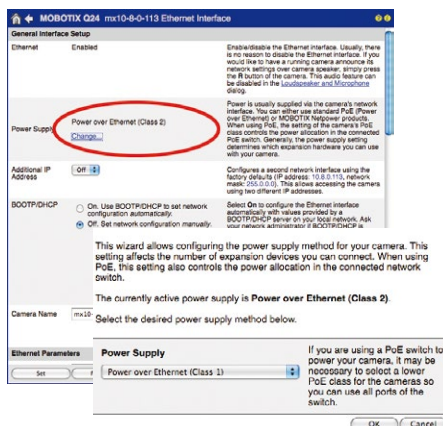 MOBOTIX Q24 mx10-8-0-113 Ethernet Interface
General Interface Setup
Ethernet
Enabled
Enable/disable the Ethernet interface. Usually, there
is no reason to disable the Ethernet interface. If you
would like to have a running camera announce its
network settings over camera speaker, simply press
the R button of the camera. This audio feature can
be disabled in the Loudspeaker and Microphone
dialog.
Power Supply
Power over Ethernet (Class 2)
Change...
Power is usually supplied via the camera's network
interface. You can either use standard PoE (Power
over Ethernet) or MOBOTIX Netpower products.
When using PoE, the setting of the camera's PoE
class controls the power allocation in the connected
PoE switch. Generally, the power supply setting
determines which expansion hardware you can use
with your camera.
Additional IP
Address
Off
Configures a second network interface using the
factory defaults (IP address: 10.8.0.113, network
mask: 255.0.0.0). This allows accessing the camera
using two different IP addresses.
BOOTP/DHCP
On. Use BOOTP/DHCP to set network
configuration automatically.
Off. Set network configuration manually.
Select On to configure the Ethernet interface
automatically with values provided by a
BOOTP/DHCP server on your local network. Ask
your network administrator if BOOTP/DHCP is
This wizard allows configuring the power supply method for your camera. This
setting affects the number of expansion devices you can connect. When using
PoE, this setting also controls the power allocation in the connected network
switch.
The currently active power supply is Power over Ethernet (Class 2).
Select the desired power supply method below.
Camera Name
mx10-
Ethernet Parameters
Set
Power Supply
Power over Ethernet (Class 1)
If you are using a PoE switch to
power your camera, it may be
necessary to select a lower
PoE class for the cameras so
you can use all ports of the
switch.
OK
Cancel